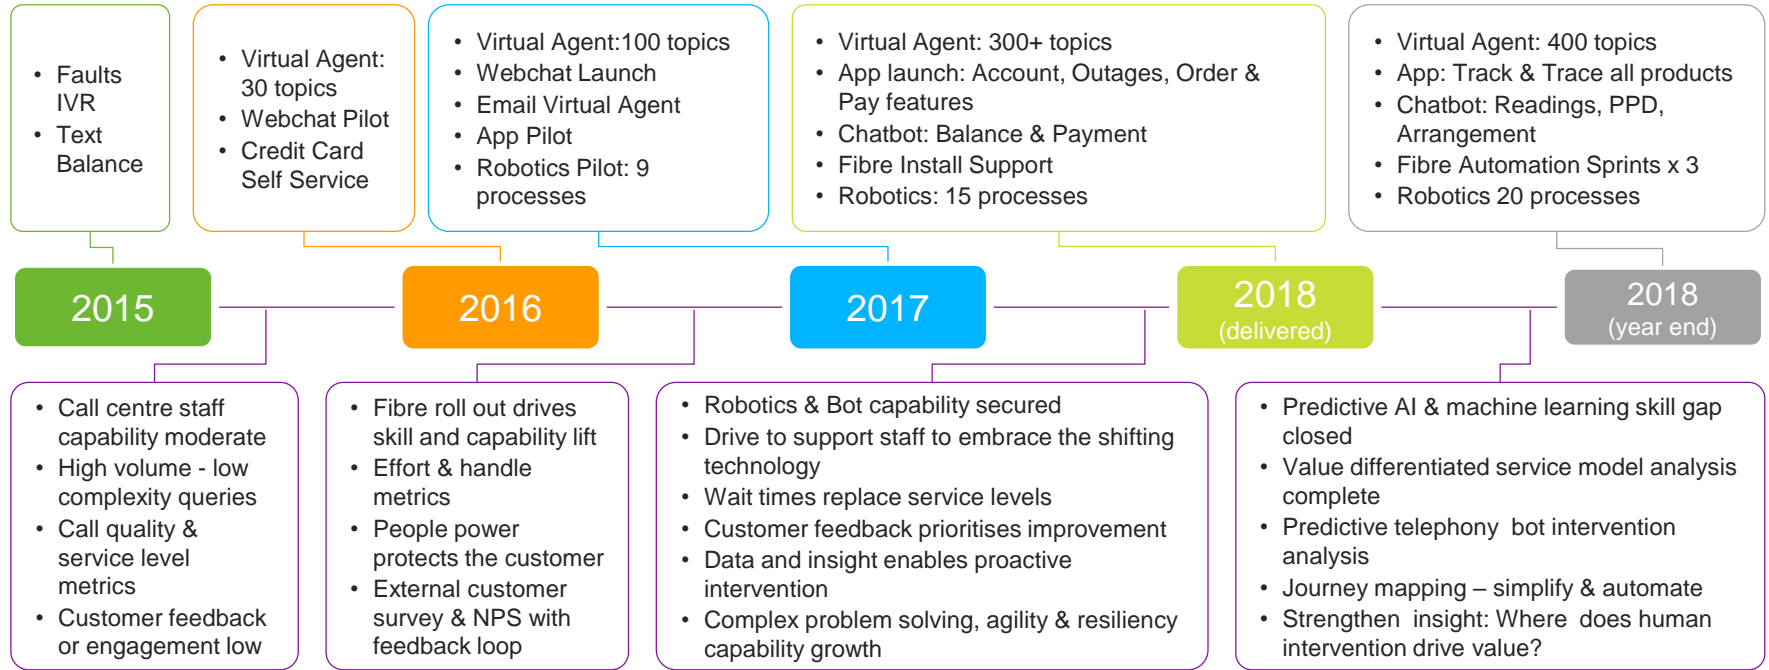 • Faults
IVR
• Text
Balance
• Virtual Agent:
30 topics
• Webchat Pilot
• Credit Card
Self Service
• Virtual Agent:100 topics
• Webchat Launch
• Email Virtual Agent
• App Pilot
• Robotics Pilot: 9
processes
• Virtual Agent: 300+ topics
• App launch: Account, Outages, Order &
Pay features
• Chatbot: Balance & Payment
• Fibre Install Support
• Robotics: 15 processes
• Virtual Agent: 400 topics
• App: Track & Trace all products
• Chatbot: Readings, PPD,
Arrangement
• Fibre Automation Sprints x 3
• Robotics 20 processes
2015
2016
2017
2018
(delivered)
2018
(year end)
• Call centre staff
capability moderate
• High volume - low
complexity queries
• Call quality &
service level
metrics
• Customer feedback
or engagement low
• Fibre roll out drives
skill and capability lift
• Effort & handle
metrics
• People power
protects the customer
• External customer
survey & NPS with
feedback loop
• Robotics & Bot capability secured
• Drive to support staff to embrace the shifting
technology
• Wait times replace service levels
• Customer feedback prioritises improvement
• Data and insight enables proactive
intervention
• Complex problem solving, agility & resiliency
capability growth
• Predictive AI & machine learning skill gap
closed
• Value differentiated service model analysis
complete
• Predictive telephony bot intervention
analysis
• Journey mapping – simplify & automate
• Strengthen insight: Where does human
intervention drive value?